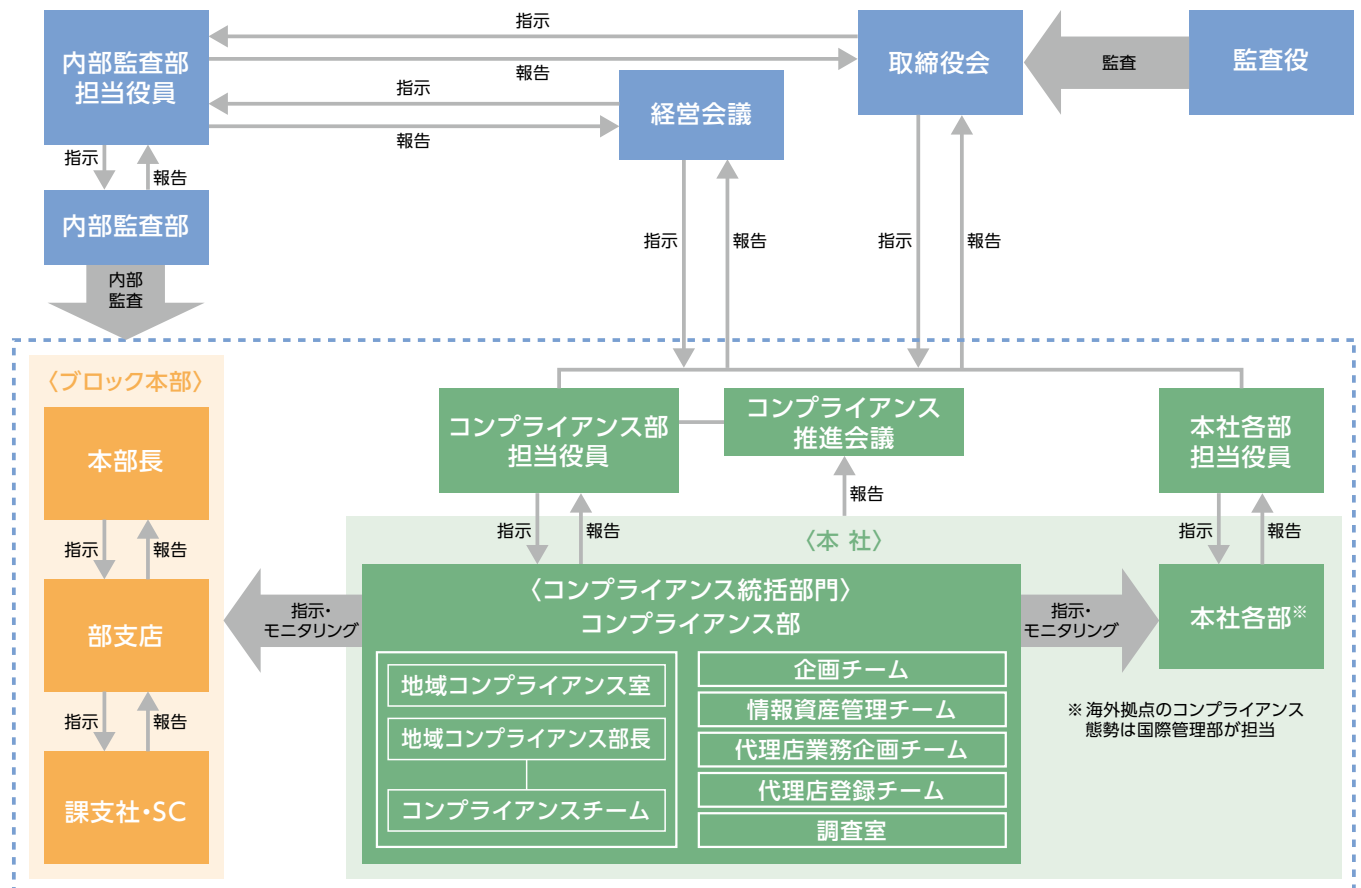 内部監査部
担当役員
指示
報告
指示
報告
経営会議
取締役会
監査
監査役
指示
報告
内部監査部
内部
監査
指示
報告
指示
報告
〈ブロック本部〉
本部長
指示
報告
部支店
指示
報告
課支社・SC
コンプライアンス部
担当役員
コンプライアンス
推進会議
本社各部
担当役員
指示
報告
報告
指示
報告
〈本 社〉
指示・
モニタリング
〈コンプライアンス統括部門〉
コンプライアンス部
地域コンプライアンス室
地域コンプライアンス部長
コンプライアンスチーム
企画チーム
情報資産管理チーム
代理店業務企画チーム
代理店登録チーム
調査室
指示・
モニタリング
本社各部※
※海外拠点のコンプライアンス
態勢は国際管理部が担当